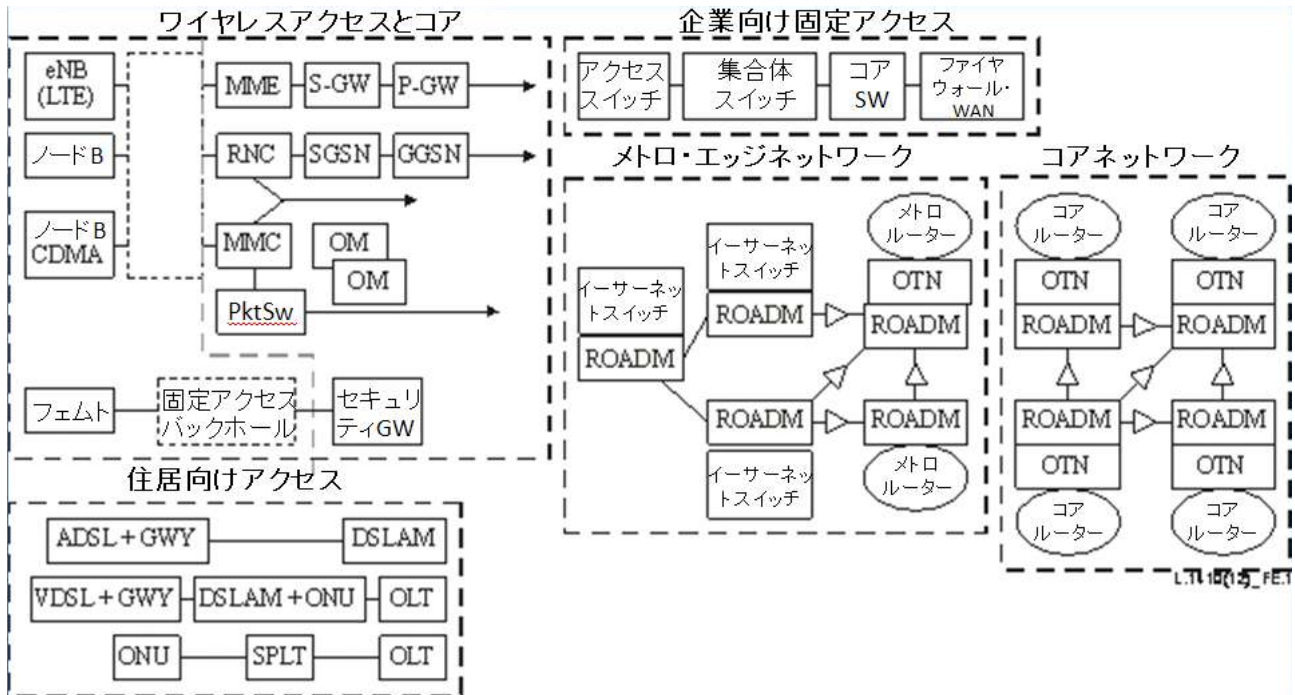 ワイヤレスアクセスとコア
eNB
(LTE)
MME
S-GW
P-GW
ノードB
RNC
SGSN
GGSN
ノードB
CDMA
MMC
OM
OM
PktSw
フェムト
固定アクセス
バックホール
セキュリ
ティGW
住居向けアクセス
ADSL+GWY
DSLAM
VDSL+GWY
DSLAM+ONU
OLT
ONU
SPLT
OLT
企業向け固定アクセス
アクセス
スイッチ
集合体
スイッチ
コア
SW
ファイヤ
ウォール・
WAN
メトロ・エッジネットワーク
イーサーネッ
トスイッチ
ROADM
イーサーネッ
トスイッチ
ROADM
メトロ
ルーター
OTN
ROADM
ROADM
イーサーネッ
トスイッチ
ROADM
メトロ
ルーター
コアネットワーク
コア
ルーター
OTN
ROADM
コア
ルーター
OTN
ROADM
ROADM
OTN
コア
ルーター
ROADM
OTN
コア
ルーター